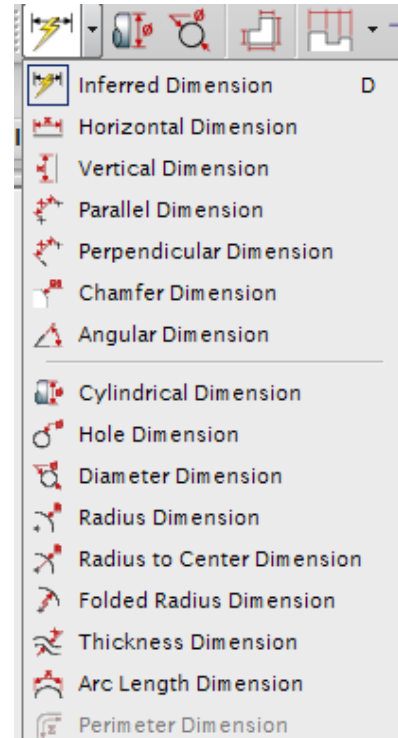 Inferred Dimension D
Horizontal Dimension
Vertical Dimension
Parallel Dimension
Perpendicular Dimension
Chamfer Dimension
Angular Dimension
Cylindrical Dimension
Hole Dimension
Diameter Dimension
Radius Dimension
Radius to Center Dimension
Folded Radius Dimension
Thickness Dimension
Arc Length Dimension
Perimeter Dimension